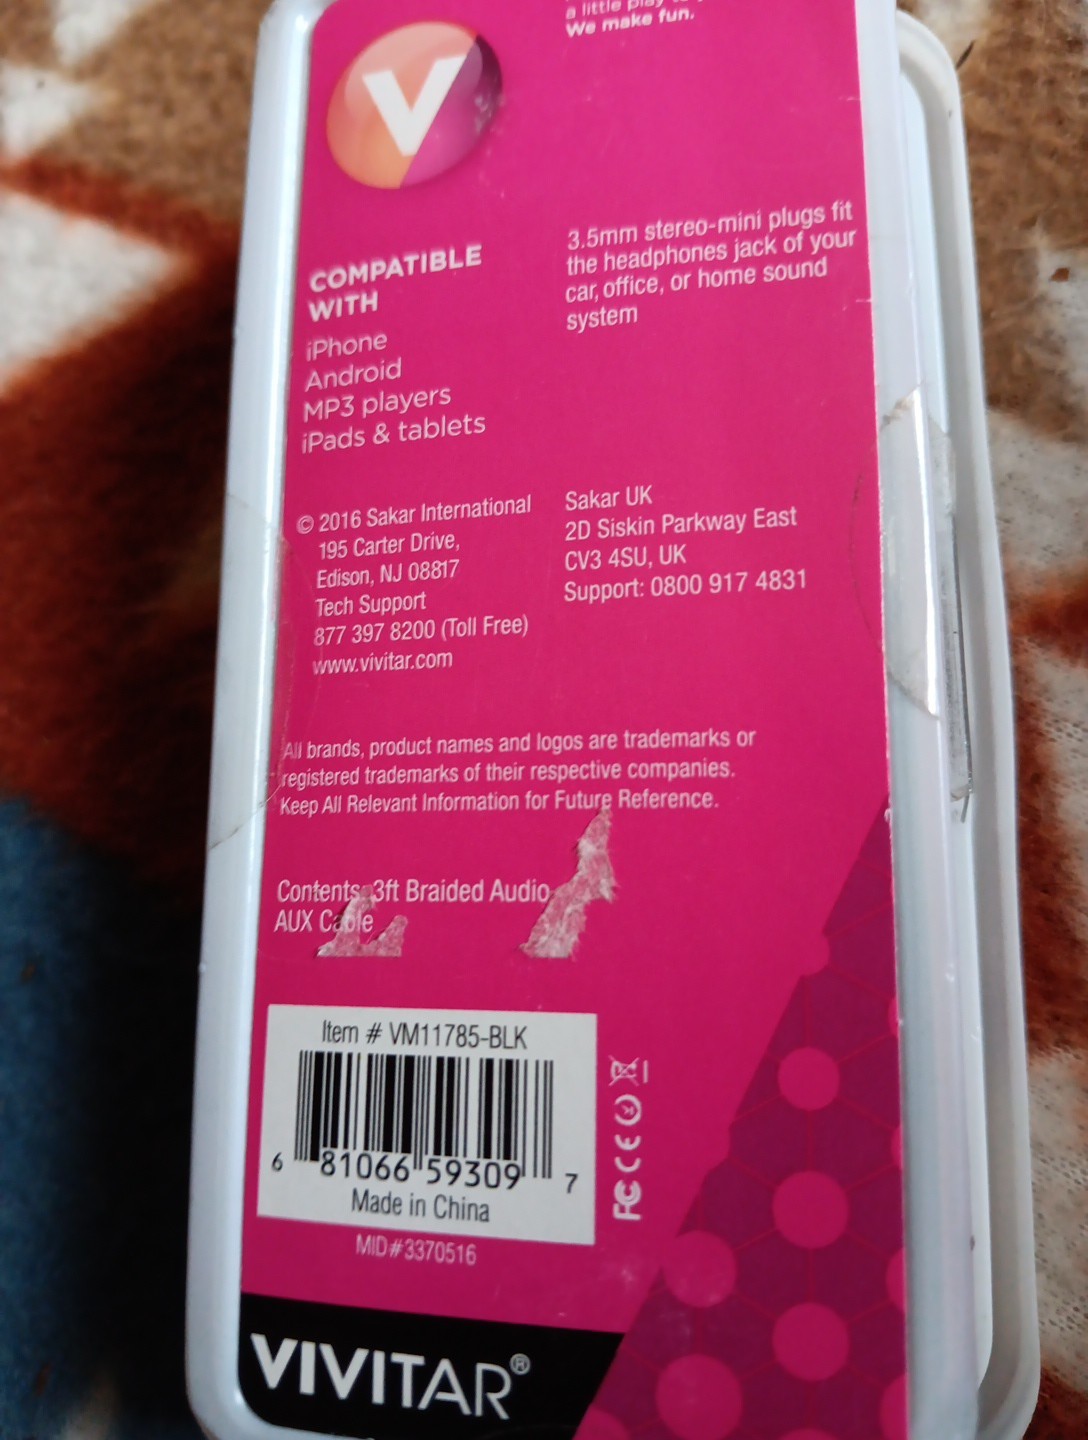 a little play
We make fun.
V
COMPATIBLE
WITH
iPhone
Android
MP3 players
iPads & tablets
3.5mm stereo-mini plugs fit
the headphones jack of your
car, office, or home sound
system
© 2016 Sakar International
195 Carter Drive,
Edison, NJ 08817
Tech Support
877 397 8200 (Toll Free)
www.vivitar.com
Sakar UK
2D Siskin Parkway East
CV3 4SU, UK
Support: 0800 917 4831
All brands, product names and logos are trademarks or
registered trademarks of their respective companies.
Keep All Relevant Information for Future Reference.
Contents: 3ft Braided Audio
AUX Cable
Item # VM11785-BLK
6 81066 59309 7
Made in China
MID#3370516
FC CE
VIVITAR®